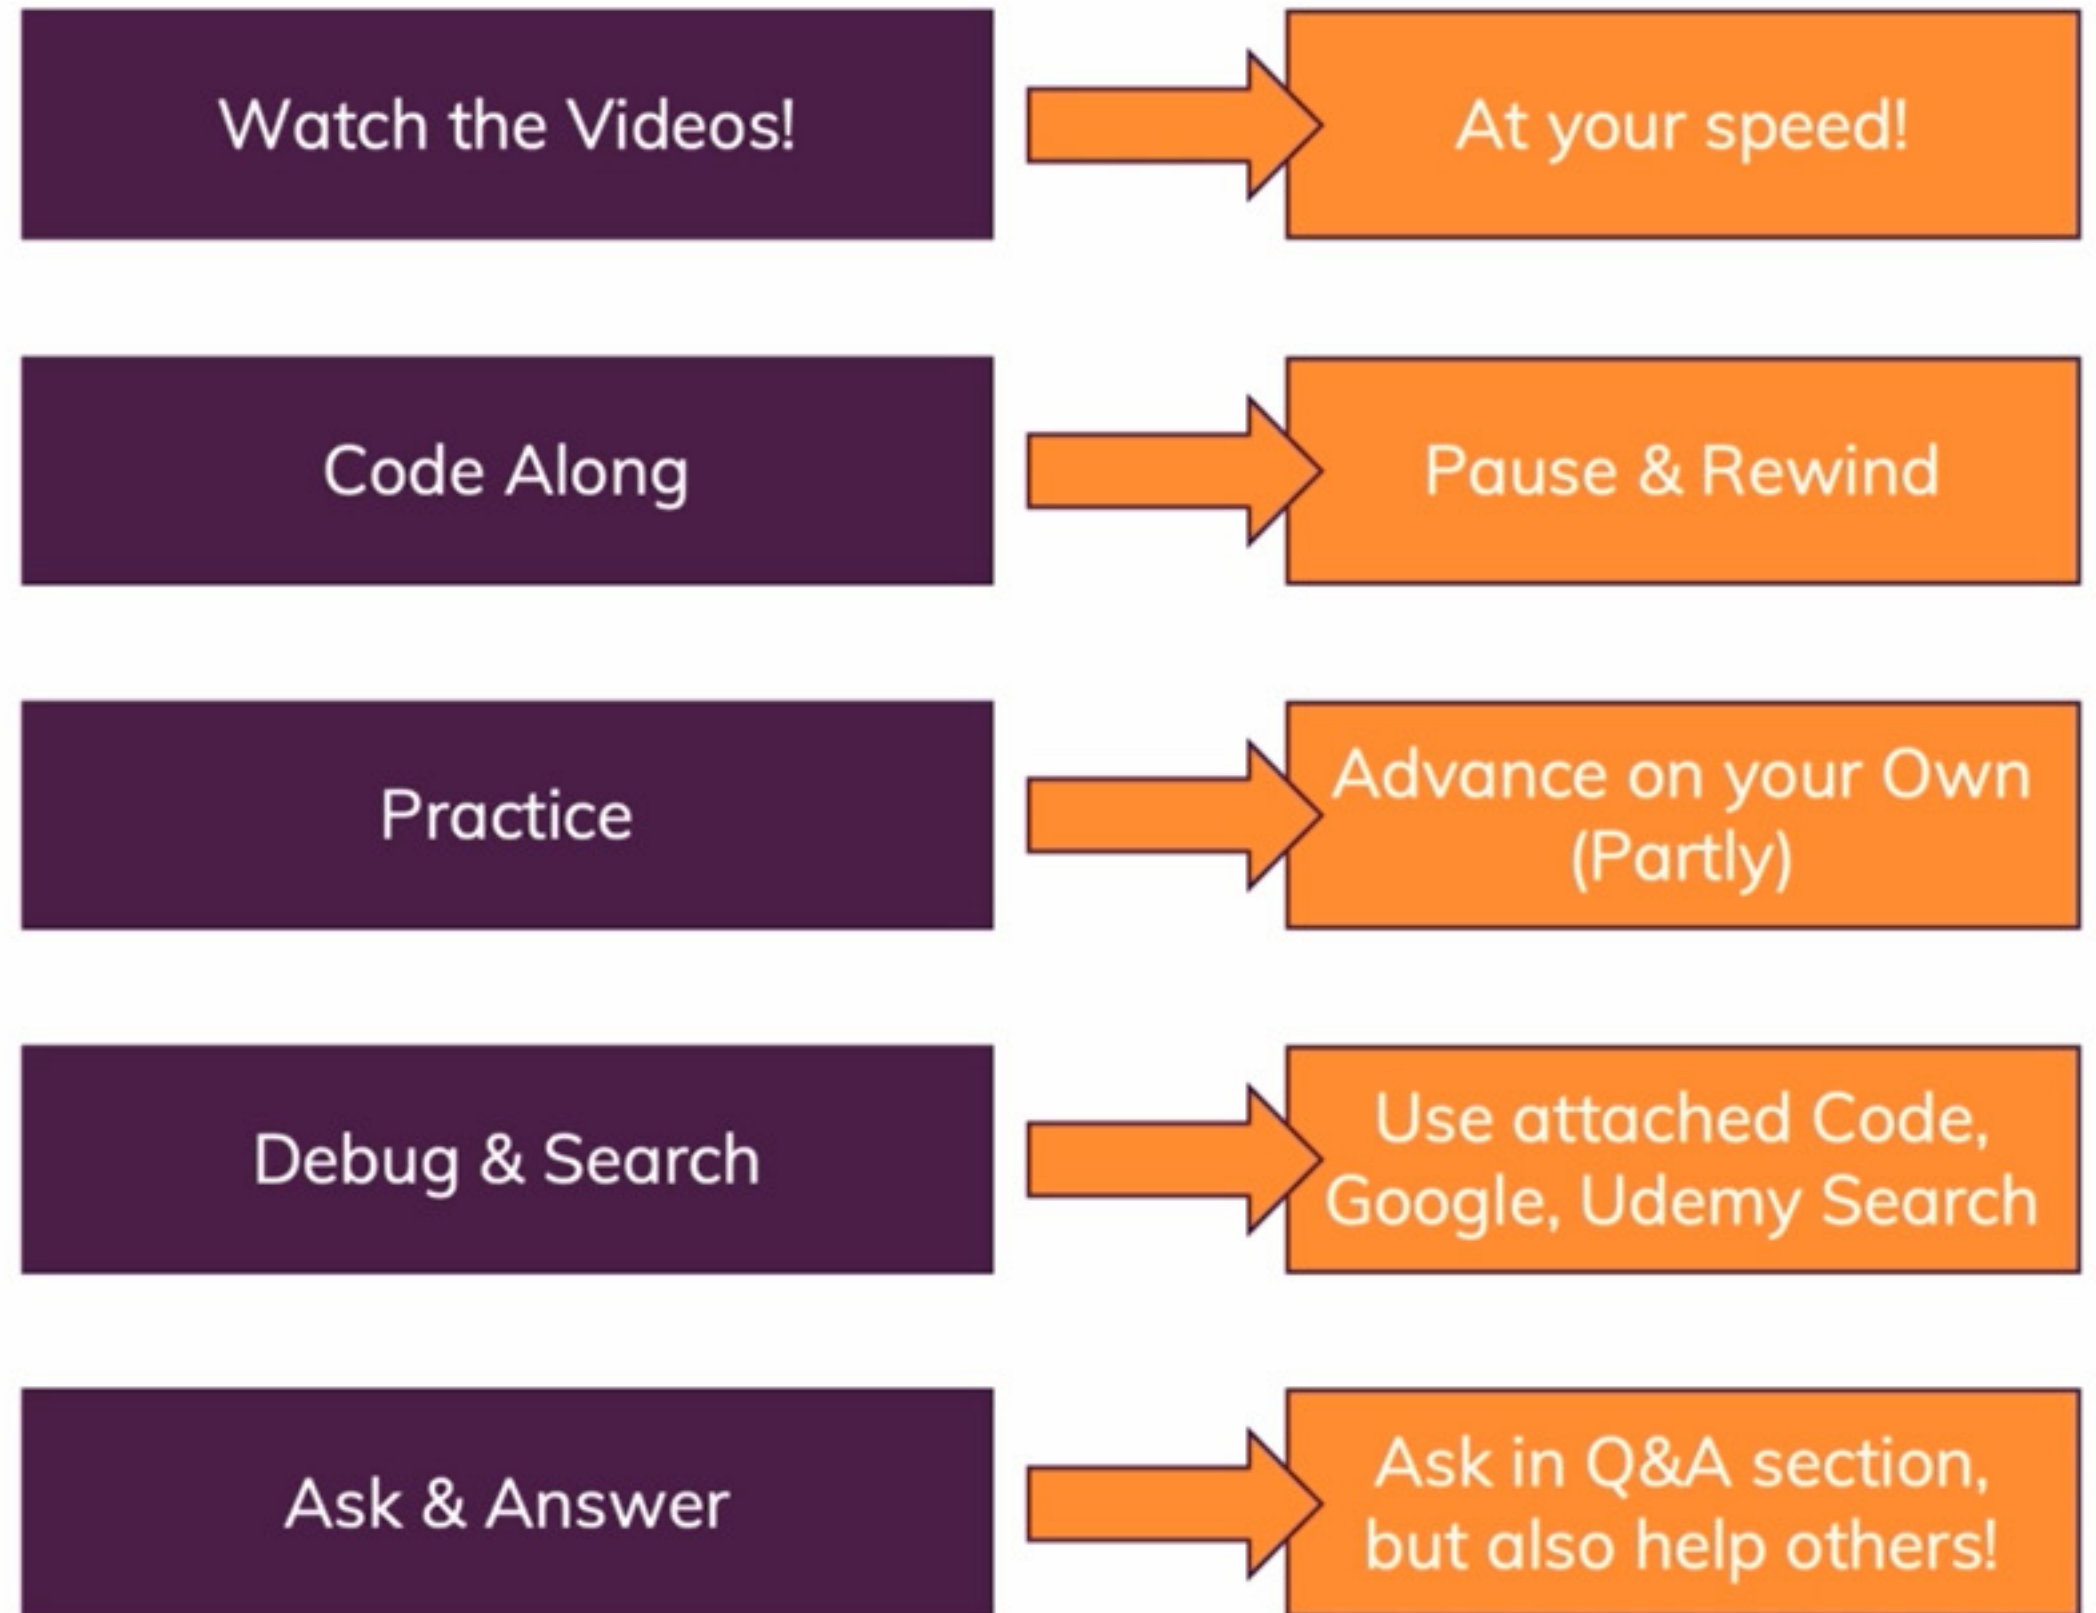 Watch the Videos!
At your speed!
Code Along
Pause & Rewind
Practice
Advance on your Own
(Partly)
Debug & Search
Use attached Code,
Google, Udemy Search
Ask & Answer
Ask in Q&A section,
but also help others!